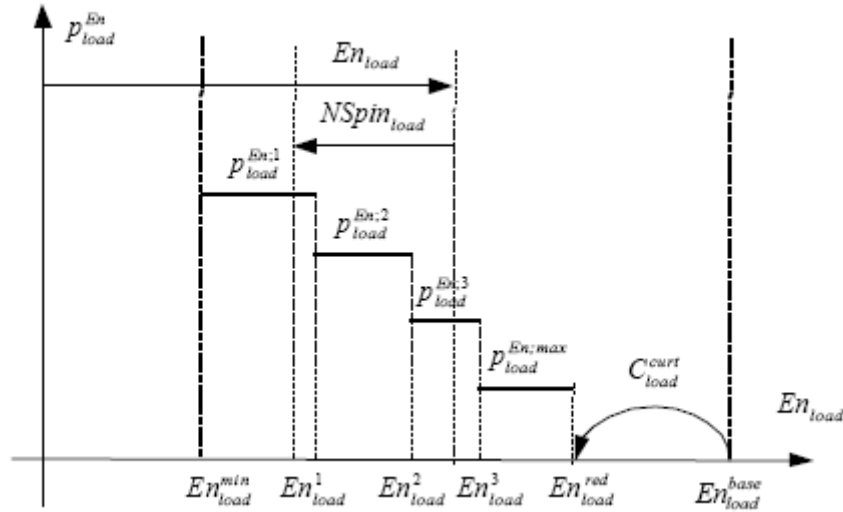 p_{load}^{En}
En_{load}
NSpin_{load}
p_{load}^{En;1}
p_{load}^{En;2}
p_{load}^{En;3}
p_{load}^{En;max}
C_{load}^{curt}
En_{load}
En_{load}^{min} En_{load}^{1} En_{load}^{2} En_{load}^{3} En_{load}^{red} En_{load}^{base}